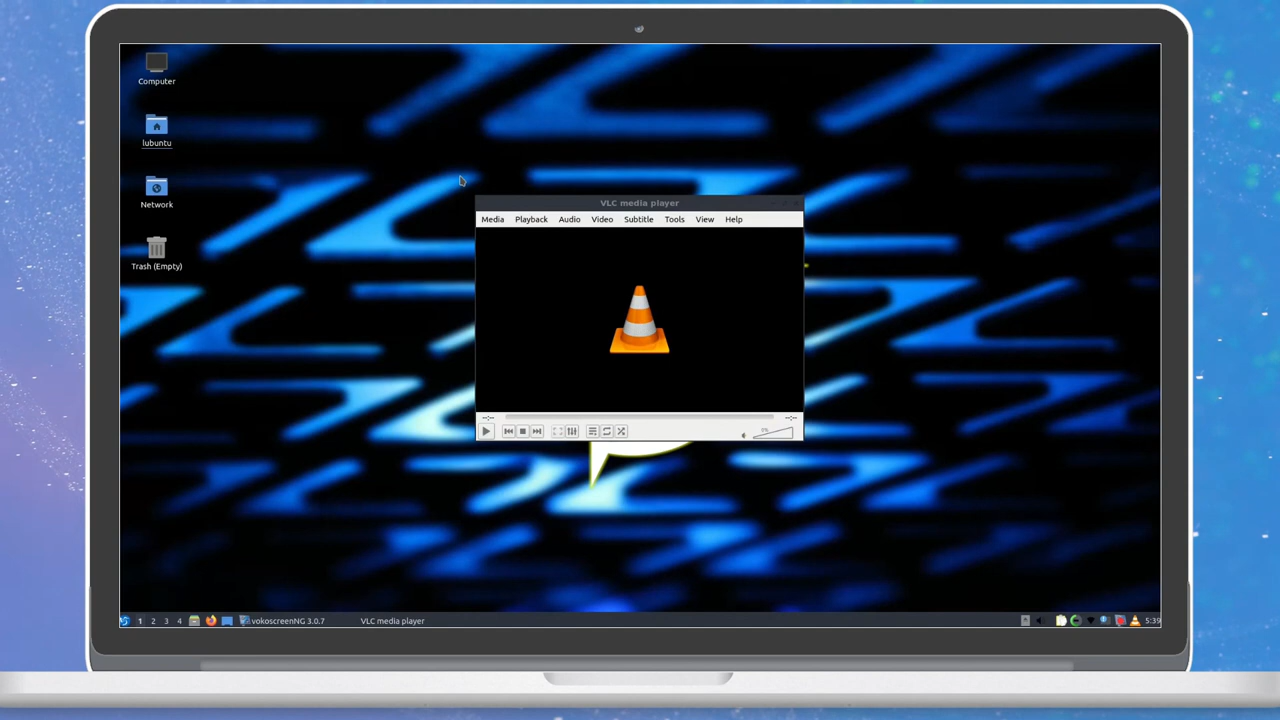 Computer
lubuntu
Network
Trash (Empty)
VLC media player
Media Playback Audio Video Subtitle Tools View Help
--:-- --:--
1 2 3 4 vokoscreenNG 3.0.7 VLC media player 5:39